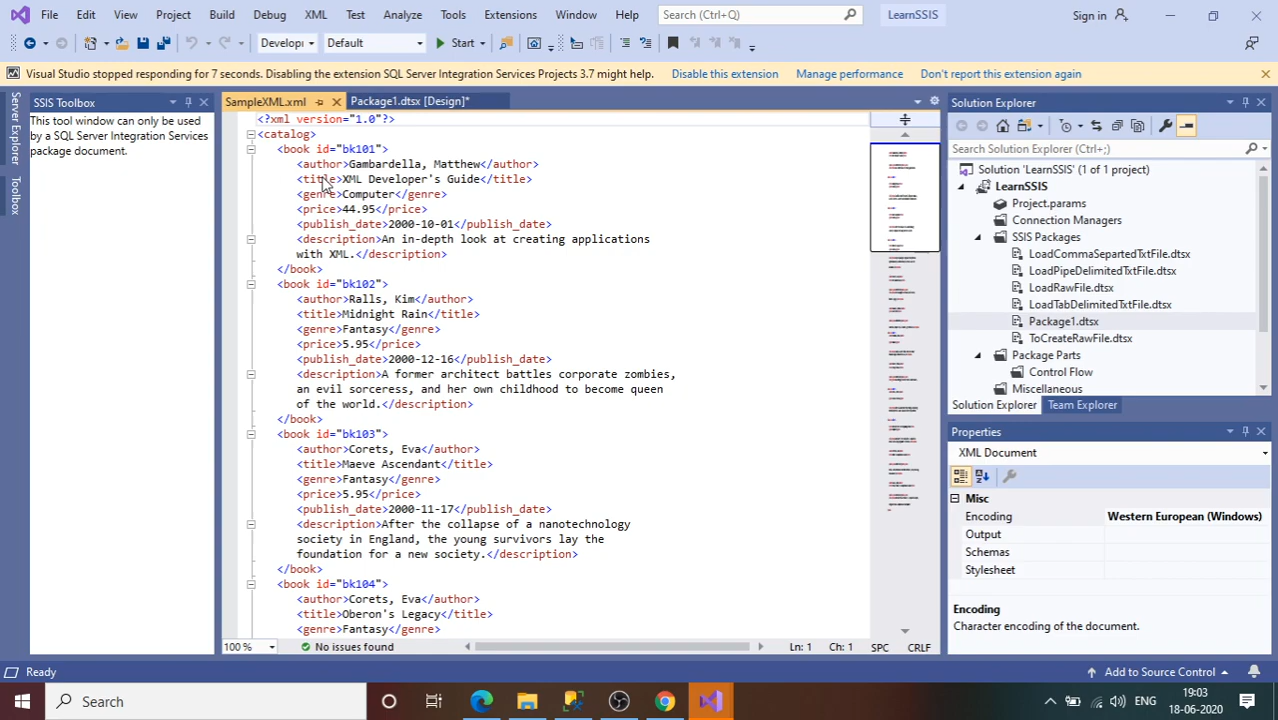 File Edit View Project Build Debug XML Test Analyze Tools Extensions Window Help Search (Ctrl+Q) LearnSSIS Sign in
Developi Default Start
Visual Studio stopped responding for 7 seconds. Disabling the extension SQL Server Integration Services Projects 3.7 might help. Disable this extension Manage performance Don't report this extension again
Server Explorer
Toolbox
SSIS Toolbox
This tool window can only be used
by a SQL Server Integration Services
package document.
SampleXML.xml Package1.dtsx [Design]*
<?xml version="1.0"?>
<catalog>
<book id="bk101">
<author>Gambardella, Matthew</author>
<title>XML Developer's Guide</title>
<genre>Computer</genre>
<price>44.95</price>
<publish_date>2000-10-01</publish_date>
<description>An in-depth look at creating applications
with XML.</description>
</book>
<book id="bk102">
<author>Ralls, Kim</author>
<title>Midnight Rain</title>
<genre>Fantasy</genre>
<price>5.95</price>
<publish_date>2000-12-16</publish_date>
<description>A former architect battles corporate zombies,
an evil sorceress, and her own childhood to become queen
of the world.</description>
</book>
<book id="bk103">
<author>Corets, Eva</author>
<title>Maeve Ascendant</title>
<genre>Fantasy</genre>
<price>5.95</price>
<publish_date>2000-11-17</publish_date>
<description>After the collapse of a nanotechnology
society in England, the young survivors lay the
foundation for a new society.</description>
</book>
<book id="bk104">
<author>Corets, Eva</author>
<title>Oberon's Legacy</title>
<genre>Fantasy</genre>
100 % No issues found Ln: 1 Ch: 1 SPC CRLF
Solution Explorer
Search Solution Explorer (Ctrl+;)
Solution 'LearnSSIS' (1 of 1 project)
LearnSSIS
Project.params
Connection Managers
SSIS Packages
LoadCommaSepartedTxtFile.dtsx
LoadPipeDelimitedTxtFile.dtsx
LoadRawFile.dtsx
LoadTabDelimitedTxtFile.dtsx
Package1.dtsx
ToCreateRawFile.dtsx
Package Parts
Control Flow
Miscellaneous
Solution Explorer Team Explorer
Properties
XML Document
Misc
Encoding Western European (Windows)
Output
Schemas
Stylesheet
Encoding
Character encoding of the document.
Ready Add to Source Control
Search
ENG
19:03
18-06-2020